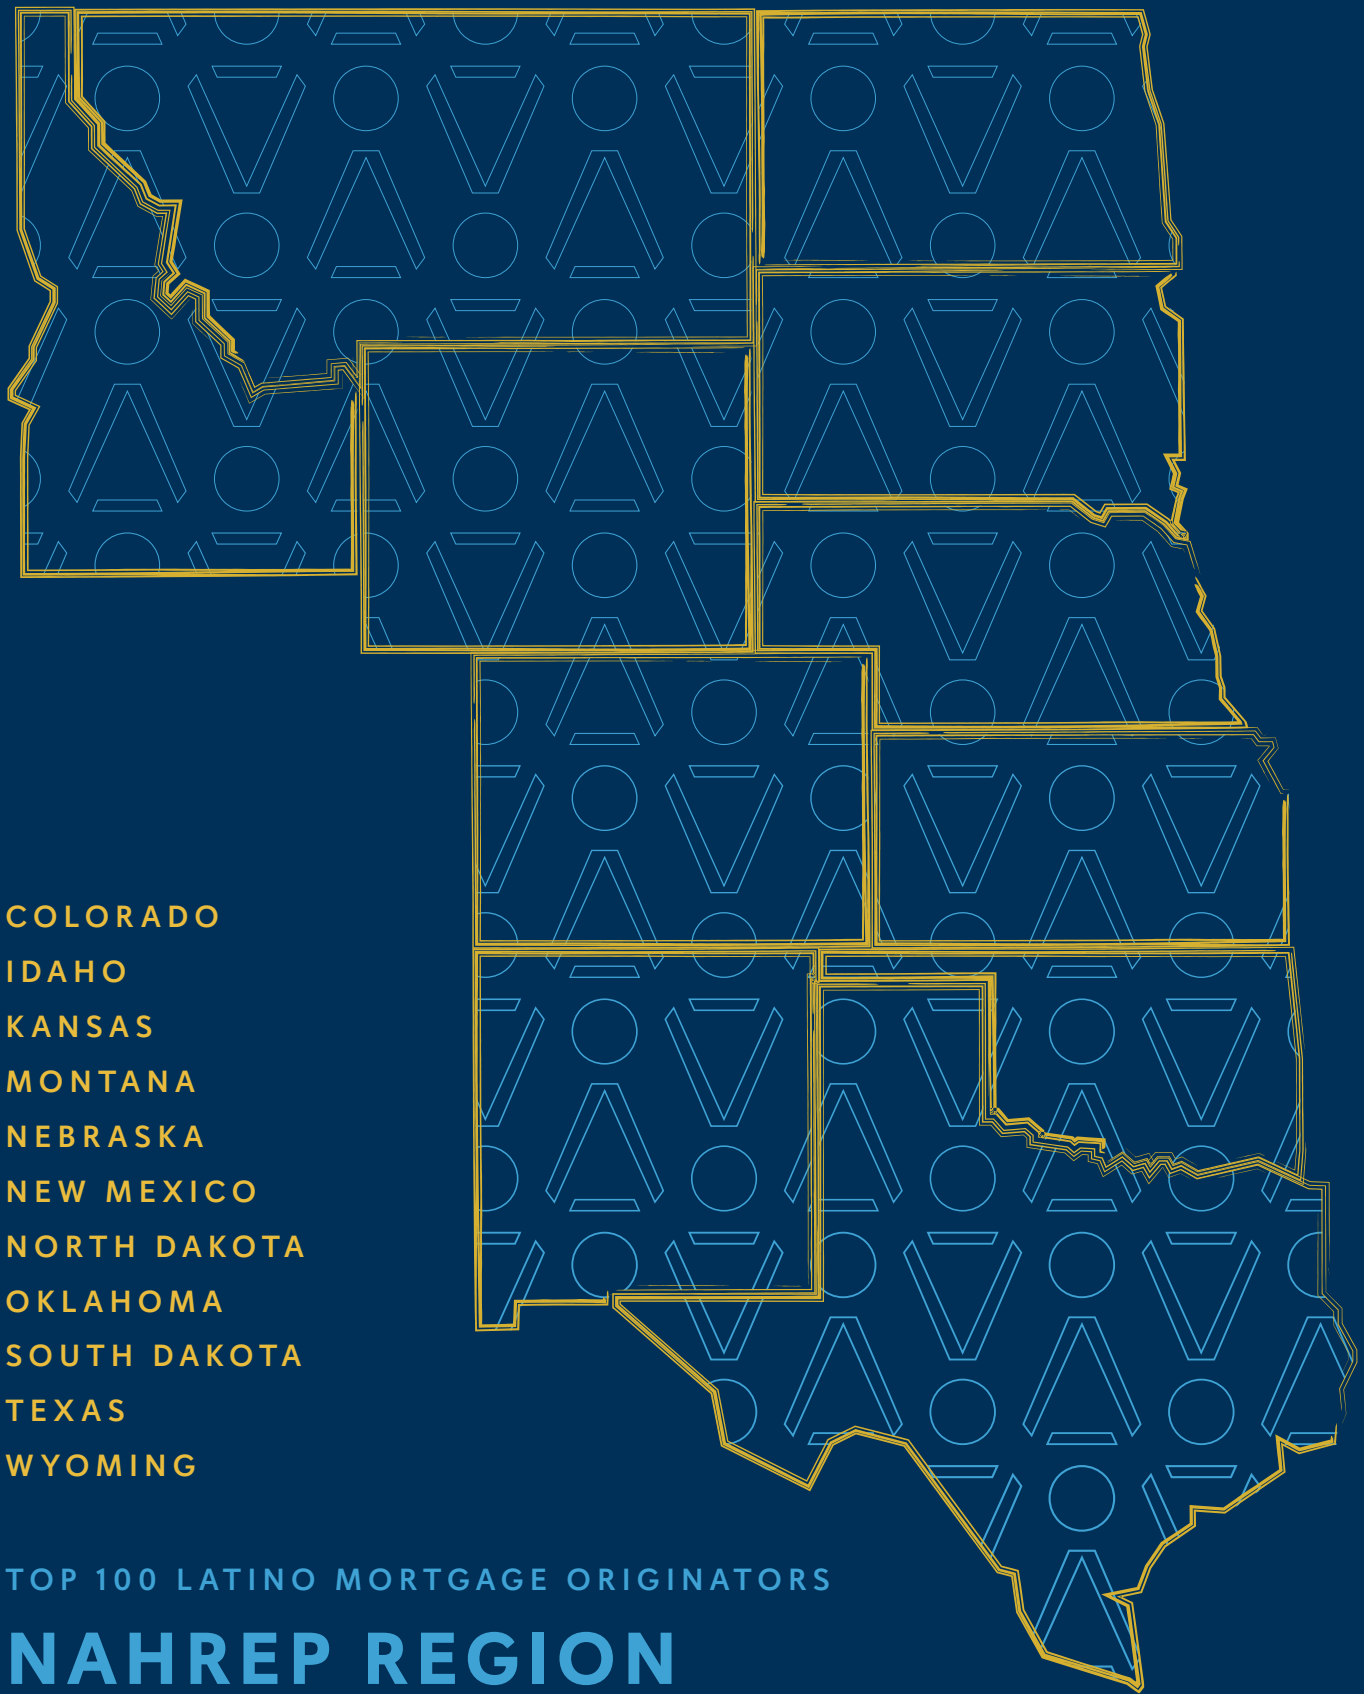 COLORADO
IDAHO
KANSAS
MONTANA
NEBRASKA
NEW MEXICO
NORTH DAKOTA
OKLAHOMA
SOUTH DAKOTA
TEXAS
WYOMING
TOP 100 LATINO MORTGAGE ORIGINATORS
NAHREP REGION